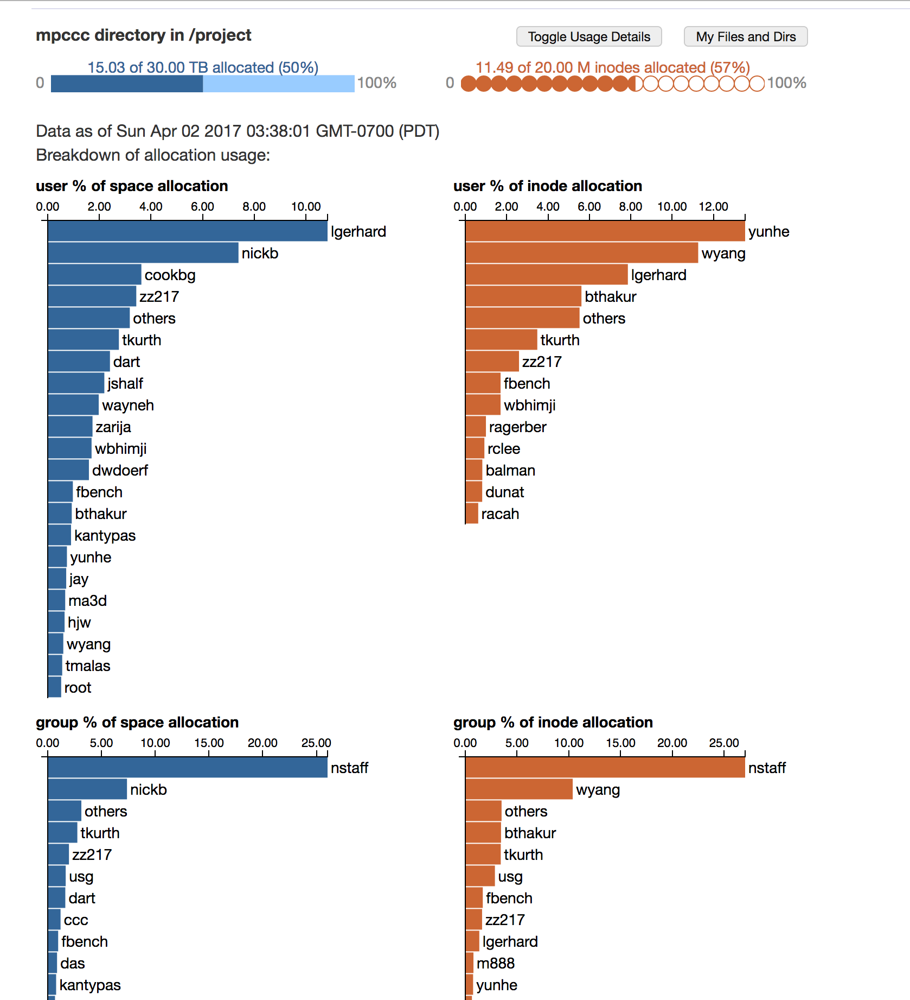 mpccc directory in /project
Toggle Usage Details
My Files and Dirs
15.03 of 30.00 TB allocated (50%)
0
100%
11.49 of 20.00 M inodes allocated (57%)
0
100%
Data as of Sun Apr 02 2017 03:38:01 GMT-0700 (PDT)
Breakdown of allocation usage:
user % of space allocation
0.00 2.00 4.00 6.00 8.00 10.00
lgerhard
nickb
cookbg
zz217
others
tkurth
dart
jshalf
wayneh
zarija
wbhimji
dwdoerf
fbench
bthakur
kantypas
yunhe
jay
ma3d
hjw
wyang
tmalas
root
user % of inode allocation
0.00 2.00 4.00 6.00 8.00 10.00 12.00
yunhe
wyang
lgerhard
bthakur
others
tkurth
zz217
fbench
wbhimji
ragerber
rclee
balman
dunat
racah
group % of space allocation
0.00 5.00 10.00 15.00 20.00 25.00
nstaff
nickb
others
tkurth
zz217
usg
dart
ccc
fbench
das
kantypas
group % of inode allocation
0.00 5.00 10.00 15.00 20.00 25.00
nstaff
wyang
others
bthakur
tkurth
usg
fbench
zz217
lgerhard
m888
yunhe